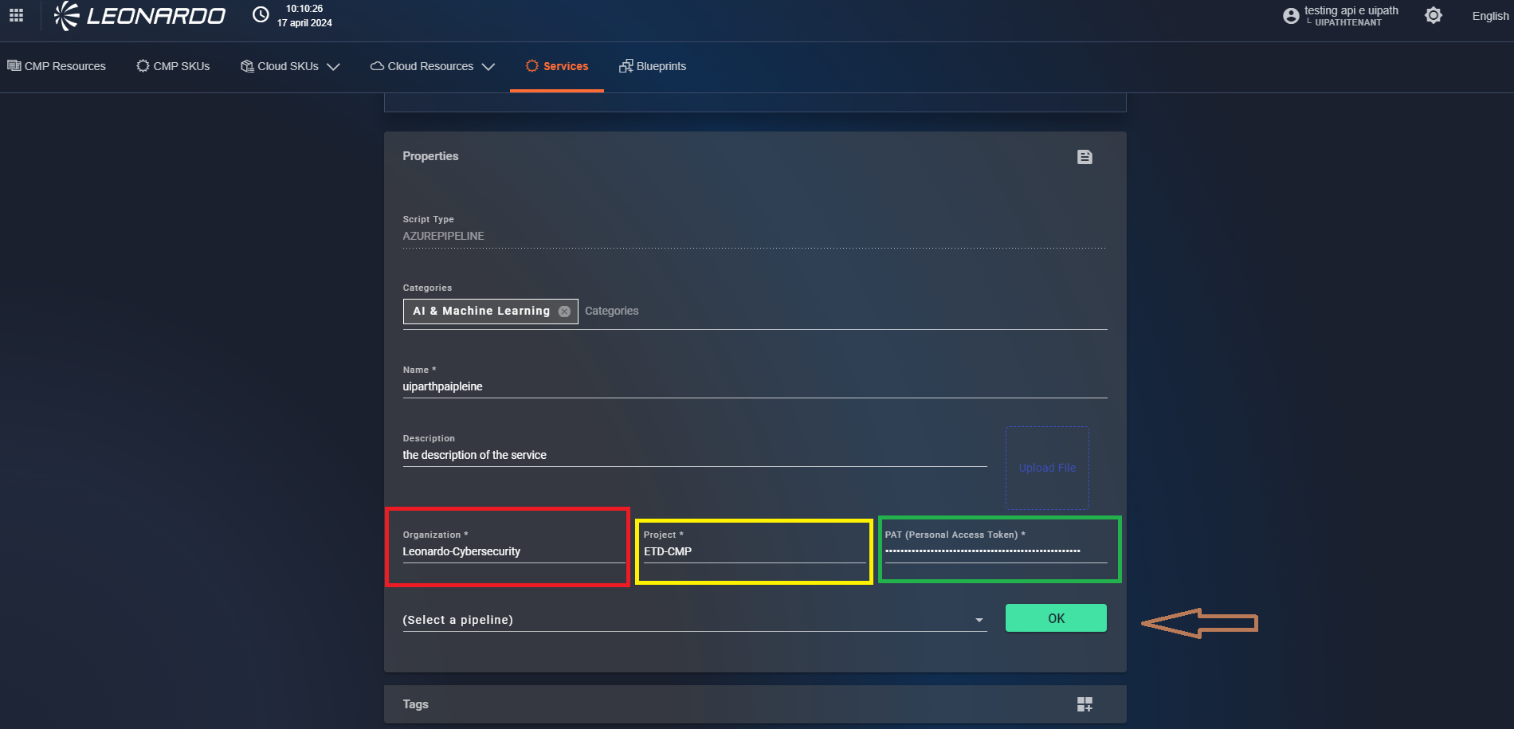 LEONARDO
10:10:26
17 april 2024
testing api e uipath
UIPATHTENANT
English
CMP Resources
CMP SKUs
Cloud SKUs
Cloud Resources
Services
Blueprints
Properties
Script Type
AZUREPIPELINE
Categories
AI & Machine Learning Categories
Name *
uiparthpaipleine
Description
the description of the service
Upload File
Organization *
Leonardo-Cybersecurity
Project *
ETD-CMP
PAT (Personal Access Token) *
(Select a pipeline)
OK
Tags